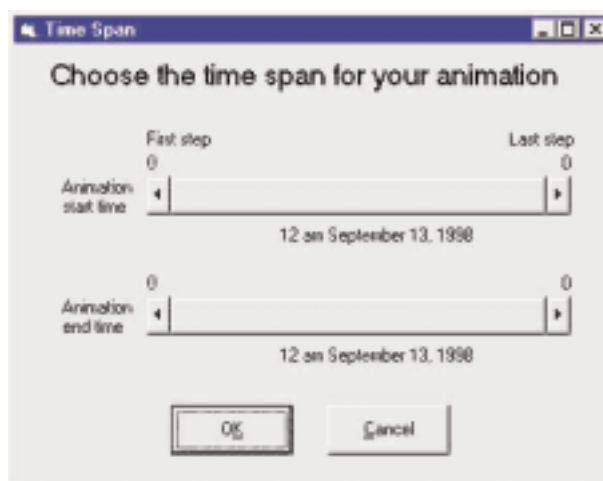 Time Span
Choose the time span for your animation
First step Last step
0 0
Animation
start time
12 am September 13, 1998
0 0
Animation
end time
12 am September 13, 1998
OK Cancel